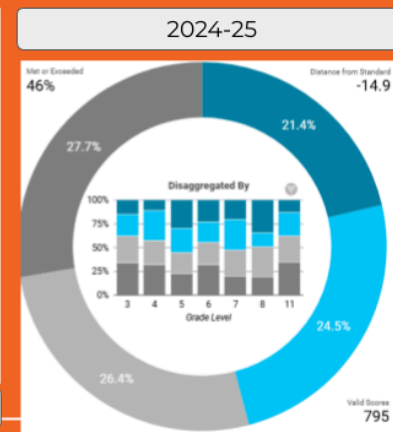 2024-25
Met or Exceeded
46%
Distance from Standard
-14.9
21.4%
27.7%
Disaggregated By
100%
75%
50%
25%
0%
3 4 5 6 7 8 11
Grade Level
24.5%
26.4%
Valid Scores
795